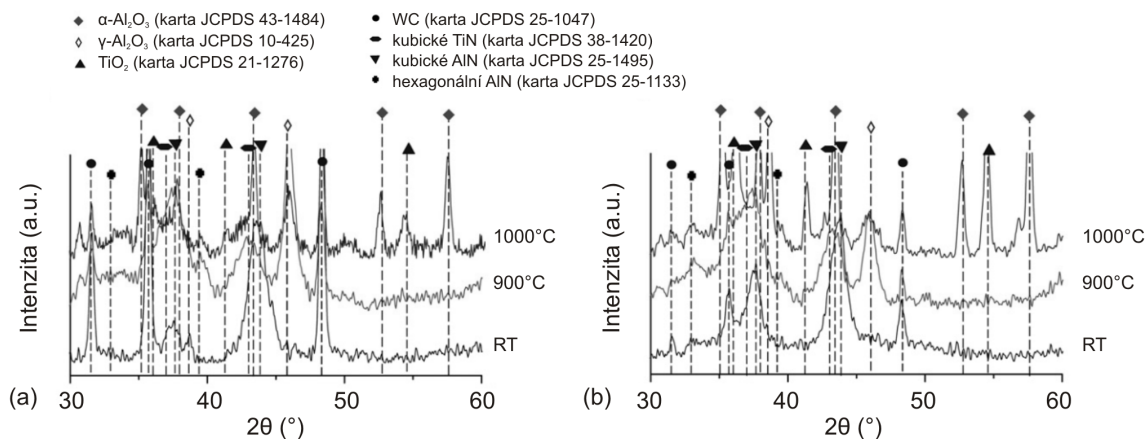 α-Al₂O₃ (karta JCPDS 43-1484)
γ-Al₂O₃ (karta JCPDS 10-425)
TiO₂ (karta JCPDS 21-1276)
WC (karta JCPDS 25-1047)
kubické TiN (karta JCPDS 38-1420)
kubické AlN (karta JCPDS 25-1495)
hexagonální AlN (karta JCPDS 25-1133)
Intenzita (a.u.)
1000°C
900°C
RT
30 40 50 60
(a) 2θ (°)
Intenzita (a.u.)
1000°C
900°C
RT
30 40 50 60
(b) 2θ (°)